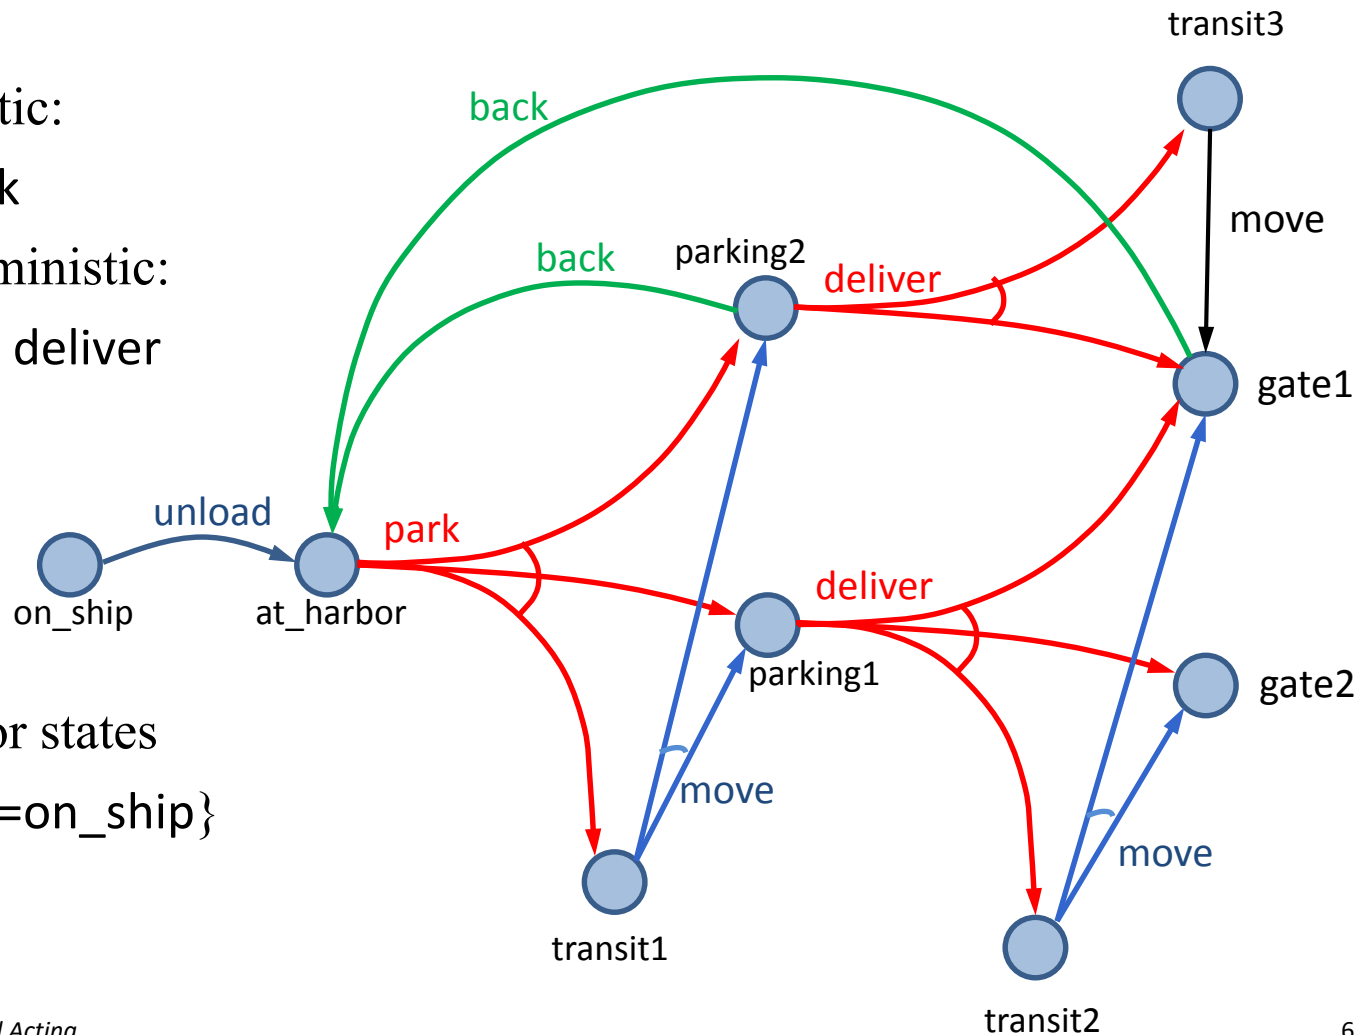 transit3
tic:
back
k
move
parking2
back
deliver
ministic:
deliver
gate1
unload
park
deliver
on_ship
at_harbor
parking1
gate2
or states
move
=on_ship}
move
transit1
transit2
d Acting
6